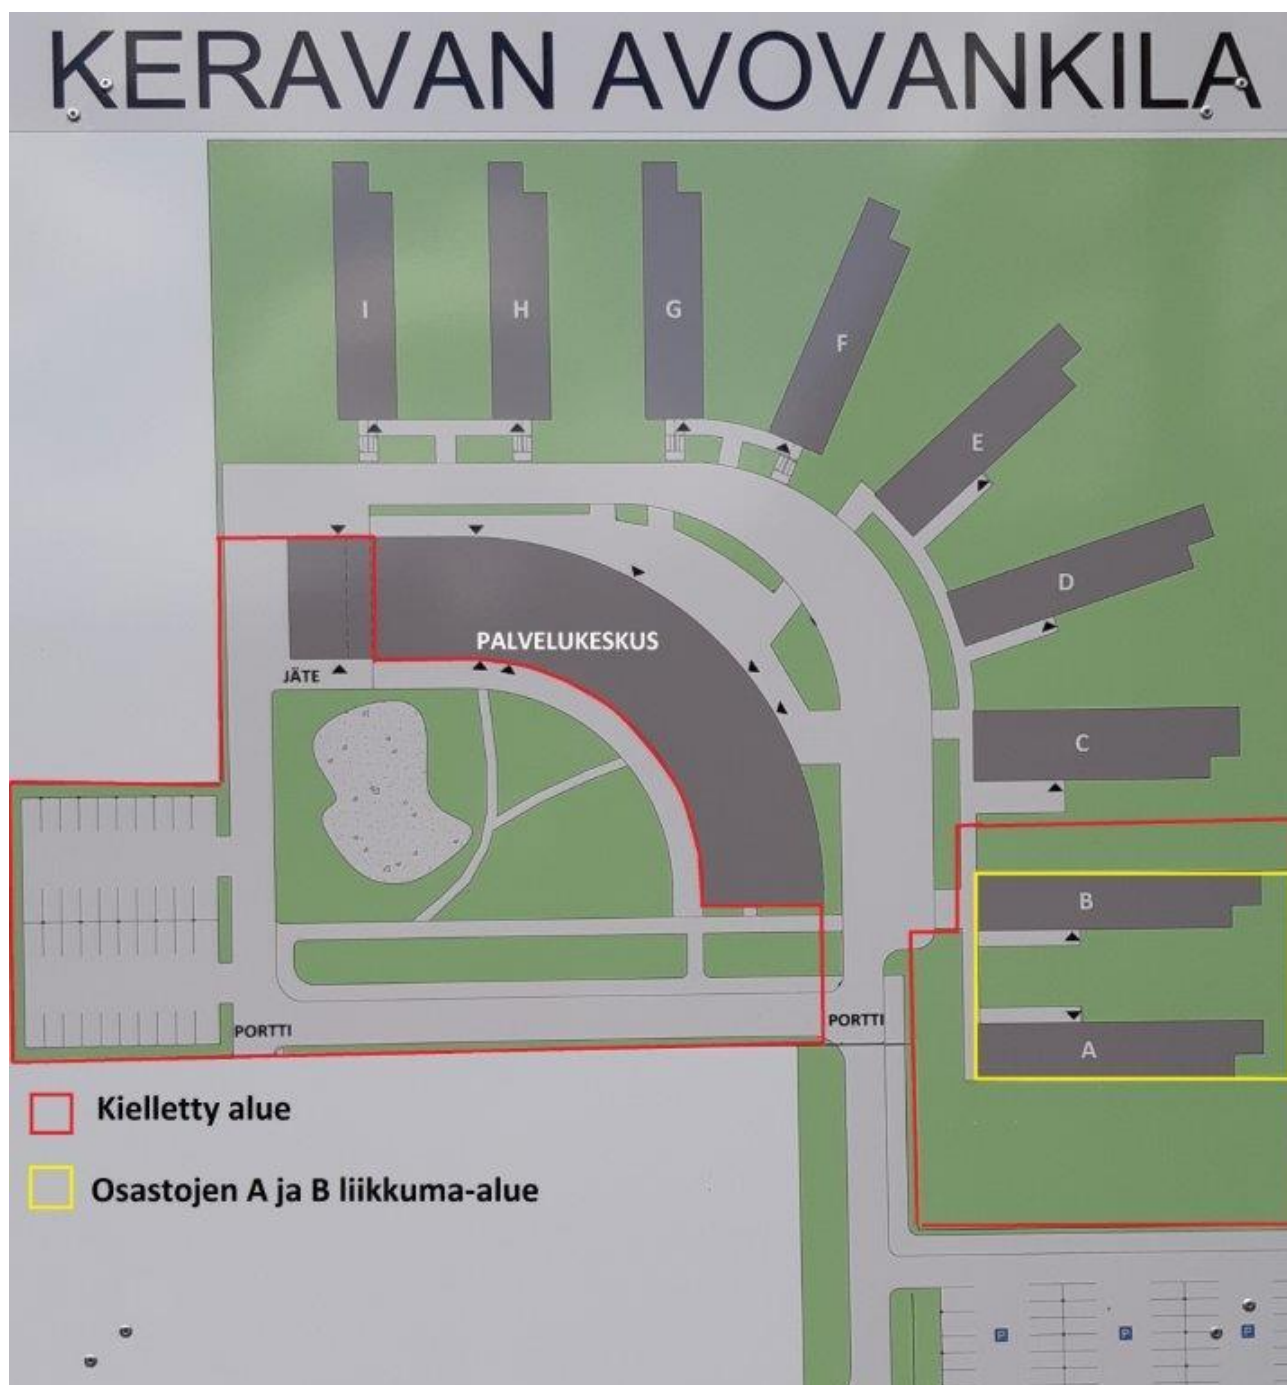 KERAVAN AVOVANKILA
I
H
G
F
E
D
PALVELUKESKUS
JÄTE
C
B
PORTTI
PORTTI
A
Kielletty alue
Osastojen A ja B liikkuma-alue
P
P
P